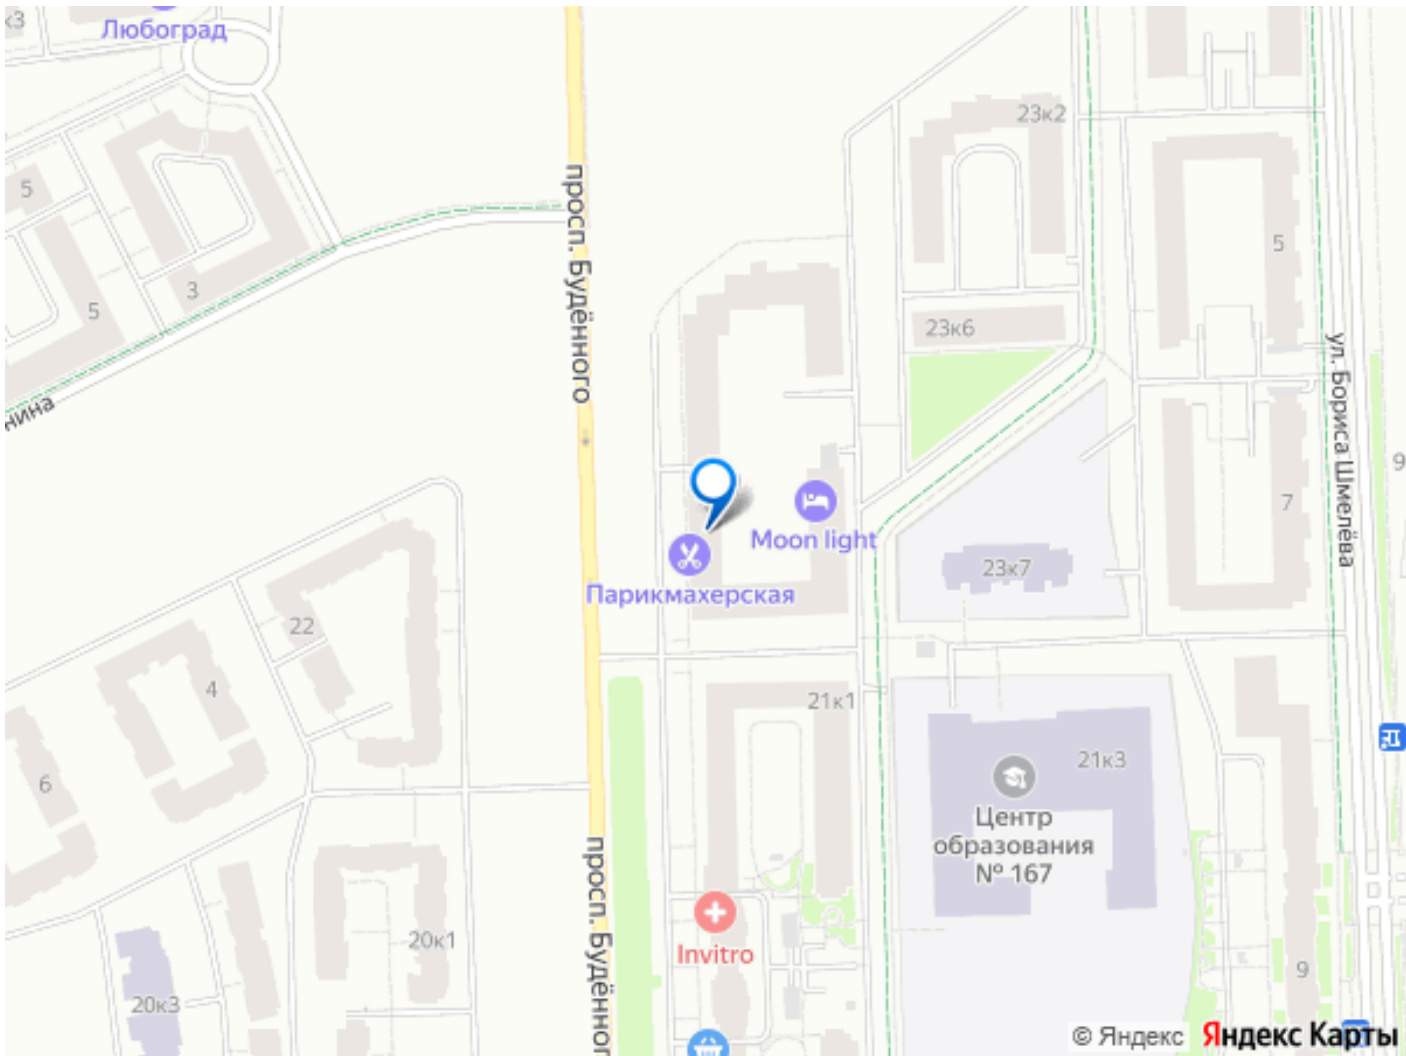 к3
Любоград
23к2
просп. Будённого
5
5
3
5
23к6
нина
ул. Бориса Шмелёва
9
7
Moon light
23к7
Парикмахерская
22
4
21к1
6
21к3
Центр
образования
№ 167
просп. Будённог
20к1
Invitro
9
20к3
© Яндекс Яндекс Карты